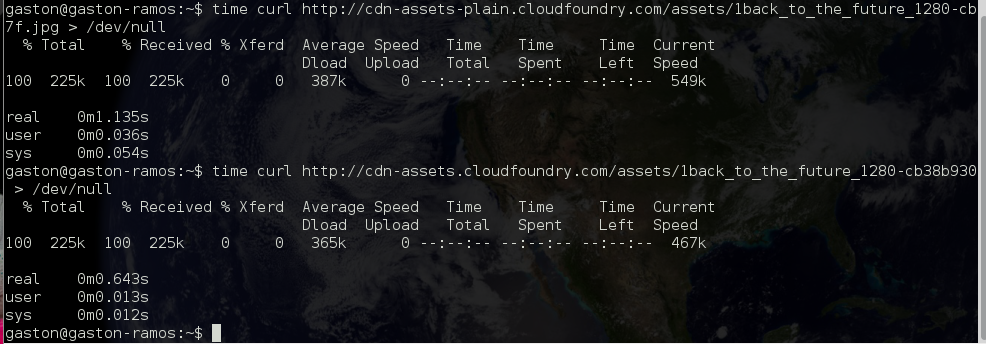 gaston@gaston-ramos:~$ time curl http://cdn-assets-plain.cloudfoundry.com/assets/1back_to_the_future_1280-cb
7f.jpg > /dev/null
  % Total    % Received % Xferd  Average Speed   Time    Time     Time  Current
                                 Dload  Upload   Total   Spent    Left  Speed
100  225k  100  225k    0     0   387k      0 --:--:-- --:--:-- --:--:--  549k

real    0m1.135s
user    0m0.036s
sys     0m0.054s
gaston@gaston-ramos:~$ time curl http://cdn-assets.cloudfoundry.com/assets/1back_to_the_future_1280-cb38b930
 > /dev/null
  % Total    % Received % Xferd  Average Speed   Time    Time     Time  Current
                                 Dload  Upload   Total   Spent    Left  Speed
100  225k  100  225k    0     0   365k      0 --:--:-- --:--:-- --:--:--  467k

real    0m0.643s
user    0m0.013s
sys     0m0.012s
gaston@gaston-ramos:~$